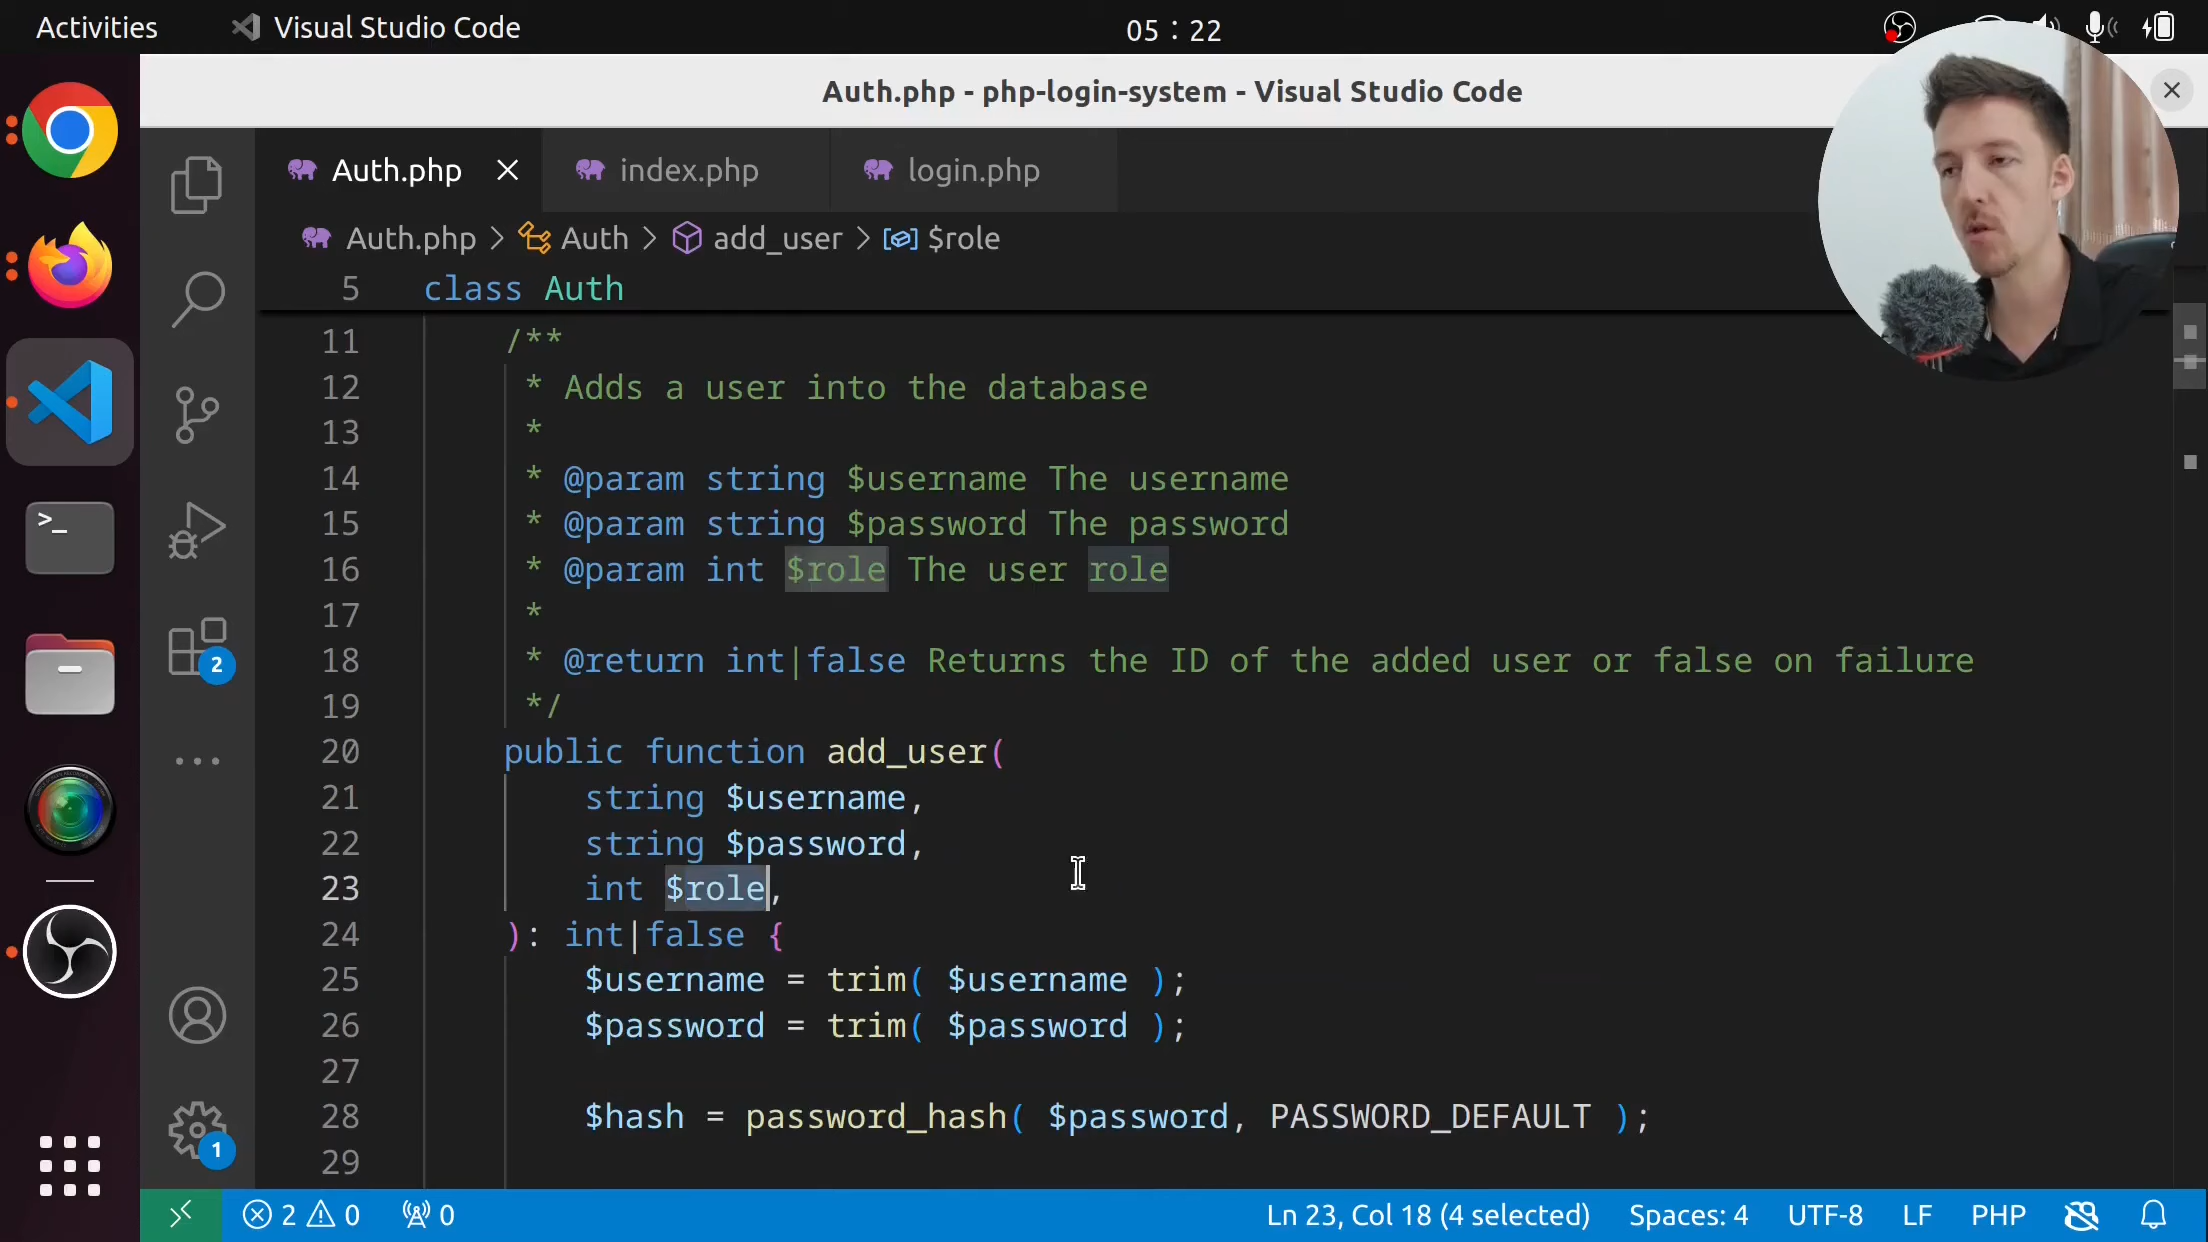 Activities
Visual Studio Code
05 : 22
Auth.php - php-login-system - Visual Studio Code
Auth.php
index.php
login.php
Auth.php > Auth > add_user > $role
5 class Auth
11 /**
12 * Adds a user into the database
13 *
14 * @param string $username The username
15 * @param string $password The password
16 * @param int $role The user role
17 *
18 * @return int|false Returns the ID of the added user or false on failure
19 */
20 public function add_user(
21 string $username,
22 string $password,
23 int $role,
24 ): int|false {
25 $username = trim( $username );
26 $password = trim( $password );
27
28 $hash = password_hash( $password, PASSWORD_DEFAULT );
29
>_
2
1
2 0 0
Ln 23, Col 18 (4 selected)
Spaces: 4
UTF-8
LF
PHP